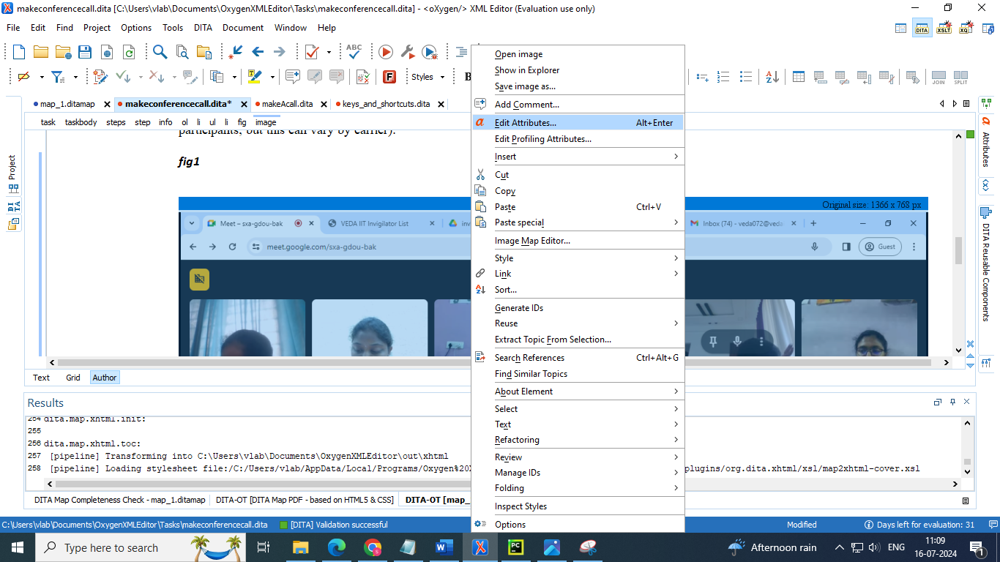 makeconferencecall.dita [C:\Users\vlab\Documents\OxygenXMLEditor\Tasks\makeconferencecall.dita] - <oXygen/> XML Editor (Evaluation use only)
File Edit Find Project Options Tools DITA Document Window Help
DITA XSLT XQ
ABC
Styles B JOIN SPLIT
map_1.ditamap makeconferencecall.dita* makeAcall.dita keys_and_shortcuts.dita
task taskbody steps step info ol li ul li fig image
participants, but this can vary by carrier).
fig1
Original size: 1366 x 768 px
Meet – sxa-gdou-bak VEDA IIT Invigilator List inv Inbox (74) - veda072@veda
meet.google.com/sxa-gdou-bak Guest
Project
DITA
Attributes
DITA Reusable Components
Open image
Show in Explorer
Save image as...
Add Comment...
Edit Attributes... Alt+Enter
Edit Profiling Attributes...
Insert
Cut
Copy
Paste Ctrl+V
Paste special
Image Map Editor...
Style
Link
Sort...
Generate IDs
Reuse
Extract Topic From Selection...
Search References Ctrl+Alt+G
Find Similar Topics
About Element
Select
Text
Refactoring
Review
Manage IDs
Folding
Inspect Styles
Options
Text Grid Author
Results
254 dita.map.xhtml.init:
255
256 dita.map.xhtml.toc:
257 [pipeline] Transforming into C:\Users\vlab\Documents\OxygenXMLEditor\out\xhtml
258 [pipeline] Loading stylesheet file:/C:/Users/vlab/AppData/Local/Programs/Oxygen%20 plugins/org.dita.xhtml/xsl/map2xhtml-cover.xsl
DITA Map Completeness Check - map_1.ditamap DITA-OT [DITA Map PDF - based on HTML5 & CSS] DITA-OT [map_
C:\Users\vlab\Documents\OxygenXMLEditor\Tasks\makeconferencecall.dita [DITA] Validation successful Modified Days left for evaluation: 31
Type here to search Afternoon rain ENG 11:09
16-07-2024 1